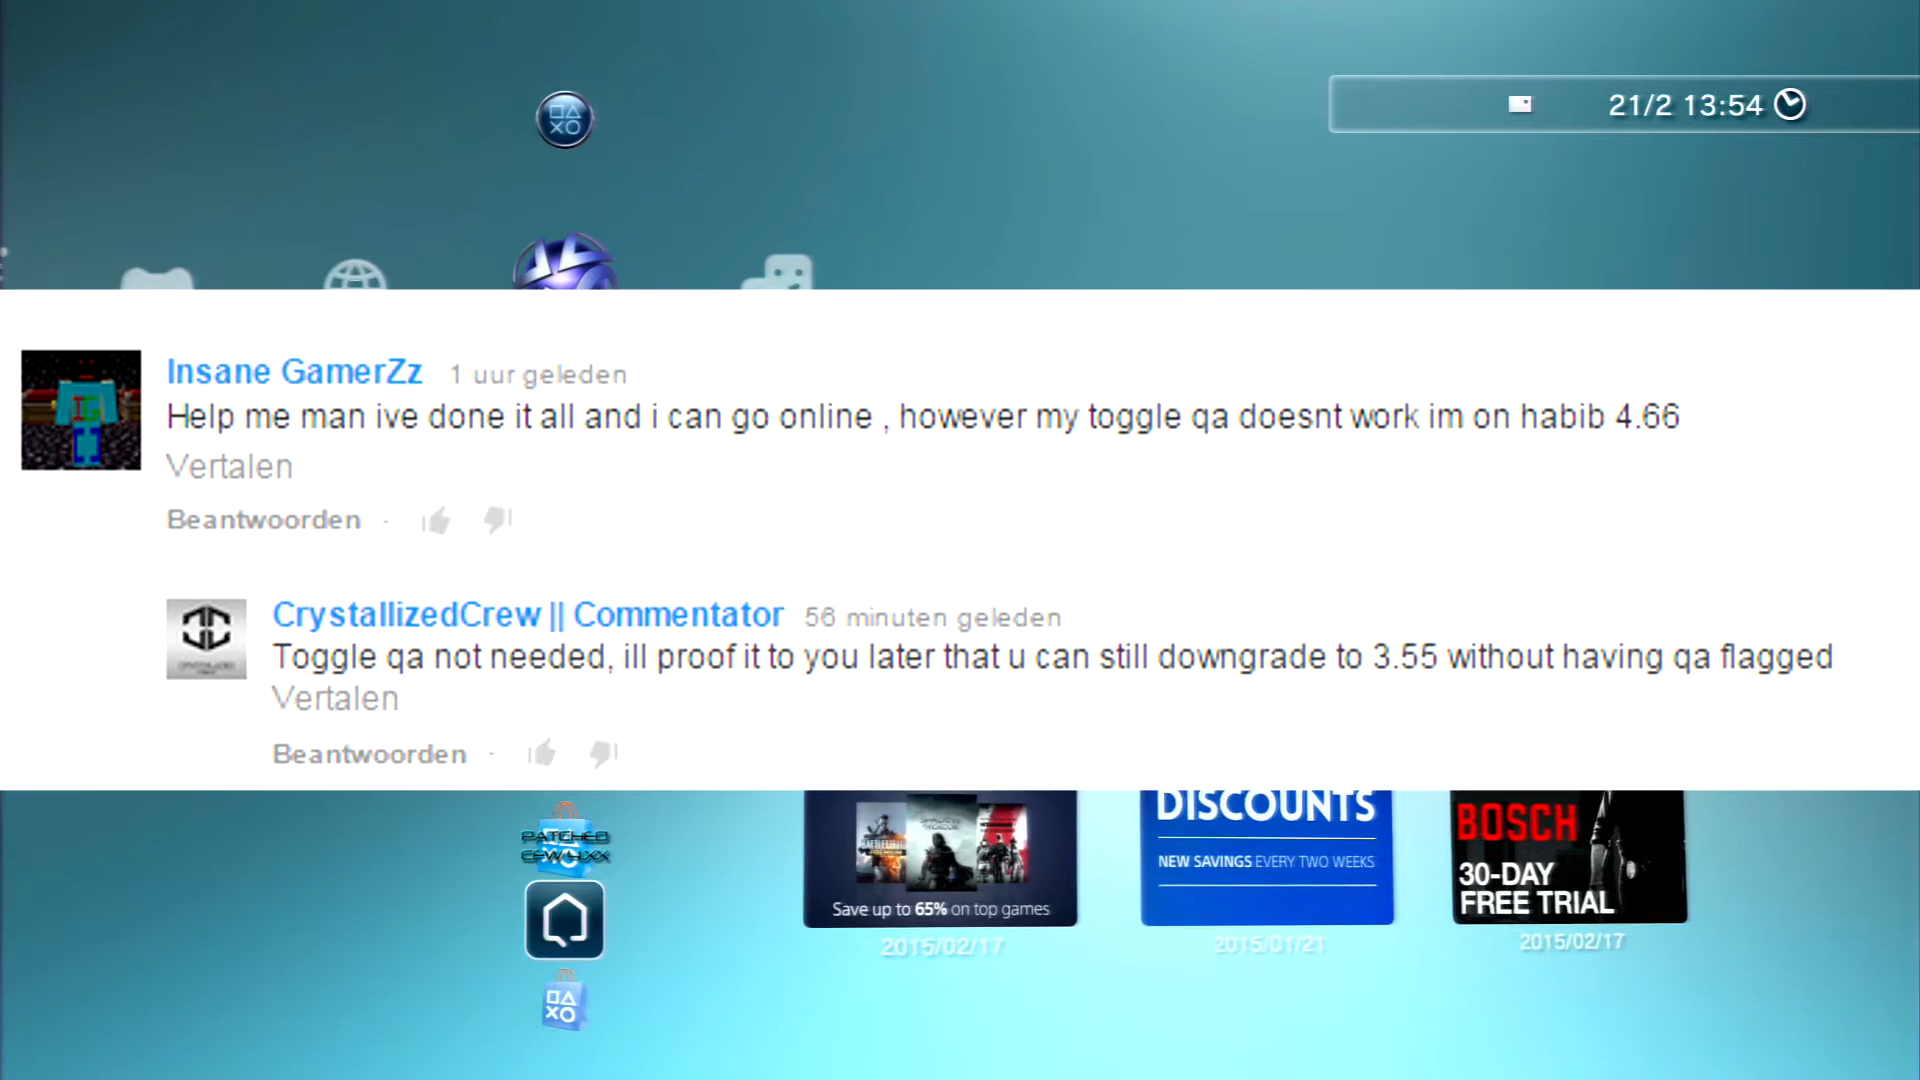 21/2 13:54
Insane GamerZz 1 uur geleden
Help me man ive done it all and i can go online , however my toggle qa doesnt work im on habib 4.66
Vertalen
Beantwoorden ·
CrystallizedCrew || Commentator 56 minuten geleden
Toggle qa not needed, ill proof it to you later that u can still downgrade to 3.55 without having qa flagged
Vertalen
Beantwoorden ·
PATCHED
CFW 4.XX
DISCOUNTS
NEW SAVINGS EVERY TWO WEEKS
BOSCH
30-DAY
FREE TRIAL
Save up to 65% on top games
2015/02/17
2015/01/21
2015/02/17